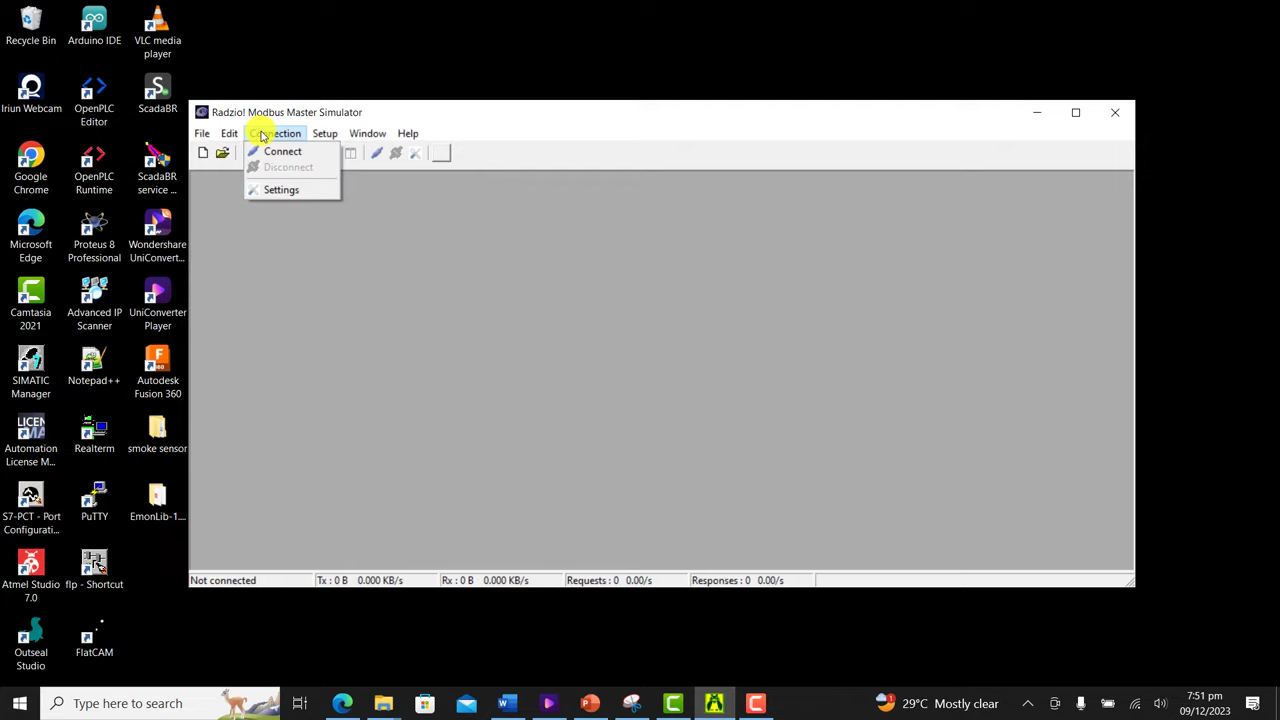 Recycle Bin
Arduino IDE
VLC media
player
Iriun Webcam
OpenPLC
Editor
ScadaBR
Google
Chrome
OpenPLC
Runtime
ScadaBR
service ...
Microsoft
Edge
Proteus 8
Professional
Wondershare
UniConvert...
Camtasia
2021
Advanced IP
Scanner
UniConverter
Player
SIMATIC
Manager
Notepad++
Autodesk
Fusion 360
Automation
License M...
Realterm
smoke sensor
S7-PCT - Port
Configurati...
PuTTY
EmonLib-1....
Atmel Studio
7.0
flp - Shortcut
Outseal
Studio
FlatCAM
Radzio! Modbus Master Simulator
File Edit Connection Setup Window Help
Connect
Disconnect
Settings
Not connected Tx : 0 B 0.000 KB/s Rx : 0 B 0.000 KB/s Requests : 0 0.00/s Responses : 0 0.00/s
Type here to search
29°C Mostly clear
7:51 pm
09/12/2023